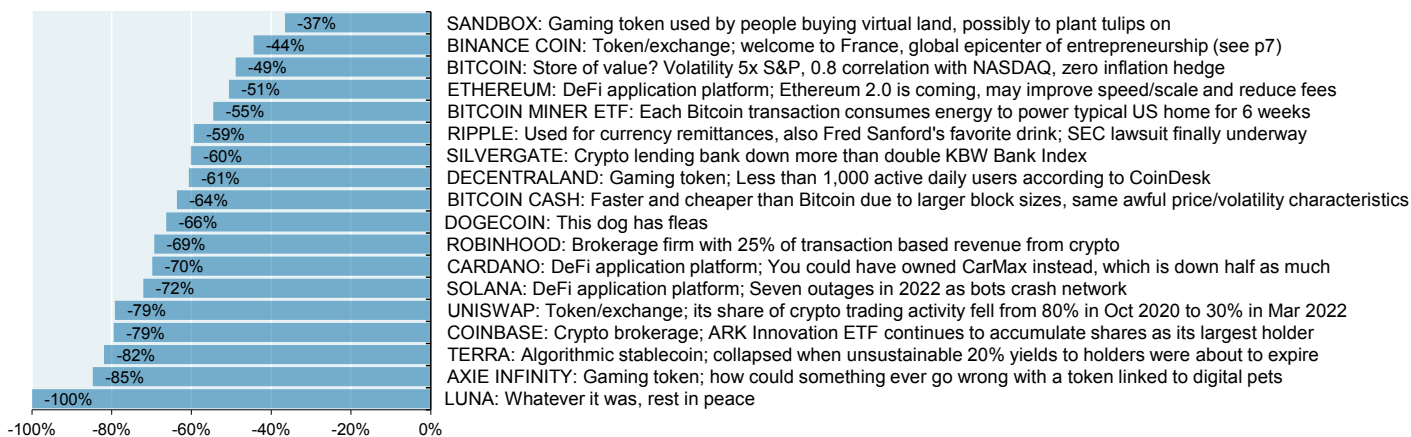 -37% SANDBOX: Gaming token used by people buying virtual land, possibly to plant tulips on
-44% BINANCE COIN: Token/exchange; welcome to France, global epicenter of entrepreneurship (see p7)
-49% BITCOIN: Store of value? Volatility 5x S&P, 0.8 correlation with NASDAQ, zero inflation hedge
-51% ETHEREUM: DeFi application platform; Ethereum 2.0 is coming, may improve speed/scale and reduce fees
-55% BITCOIN MINER ETF: Each Bitcoin transaction consumes energy to power typical US home for 6 weeks
-59% RIPPLE: Used for currency remittances, also Fred Sanford's favorite drink; SEC lawsuit finally underway
-60% SILVERGATE: Crypto lending bank down more than double KBW Bank Index
-61% DECENTRALAND: Gaming token; Less than 1,000 active daily users according to CoinDesk
-64% BITCOIN CASH: Faster and cheaper than Bitcoin due to larger block sizes, same awful price/volatility characteristics
-66% DOGECOIN: This dog has fleas
-69% ROBINHOOD: Brokerage firm with 25% of transaction based revenue from crypto
-70% CARDANO: DeFi application platform; You could have owned CarMax instead, which is down half as much
-72% SOLANA: DeFi application platform; Seven outages in 2022 as bots crash network
-79% UNISWAP: Token/exchange; its share of crypto trading activity fell from 80% in Oct 2020 to 30% in Mar 2022
-79% COINBASE: Crypto brokerage; ARK Innovation ETF continues to accumulate shares as its largest holder
-82% TERRA: Algorithmic stablecoin; collapsed when unsustainable 20% yields to holders were about to expire
-85% AXIE INFINITY: Gaming token; how could something ever go wrong with a token linked to digital pets
-100% LUNA: Whatever it was, rest in peace
-100% -80% -60% -40% -20% 0%